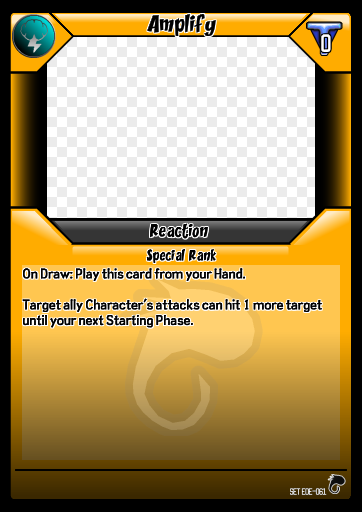 Amplify
0
Reaction
Special Rank
On Draw: Play this card from your Hand.
Target ally Character's attacks can hit 1 more target
until your next Starting Phase.
SET EOE-061